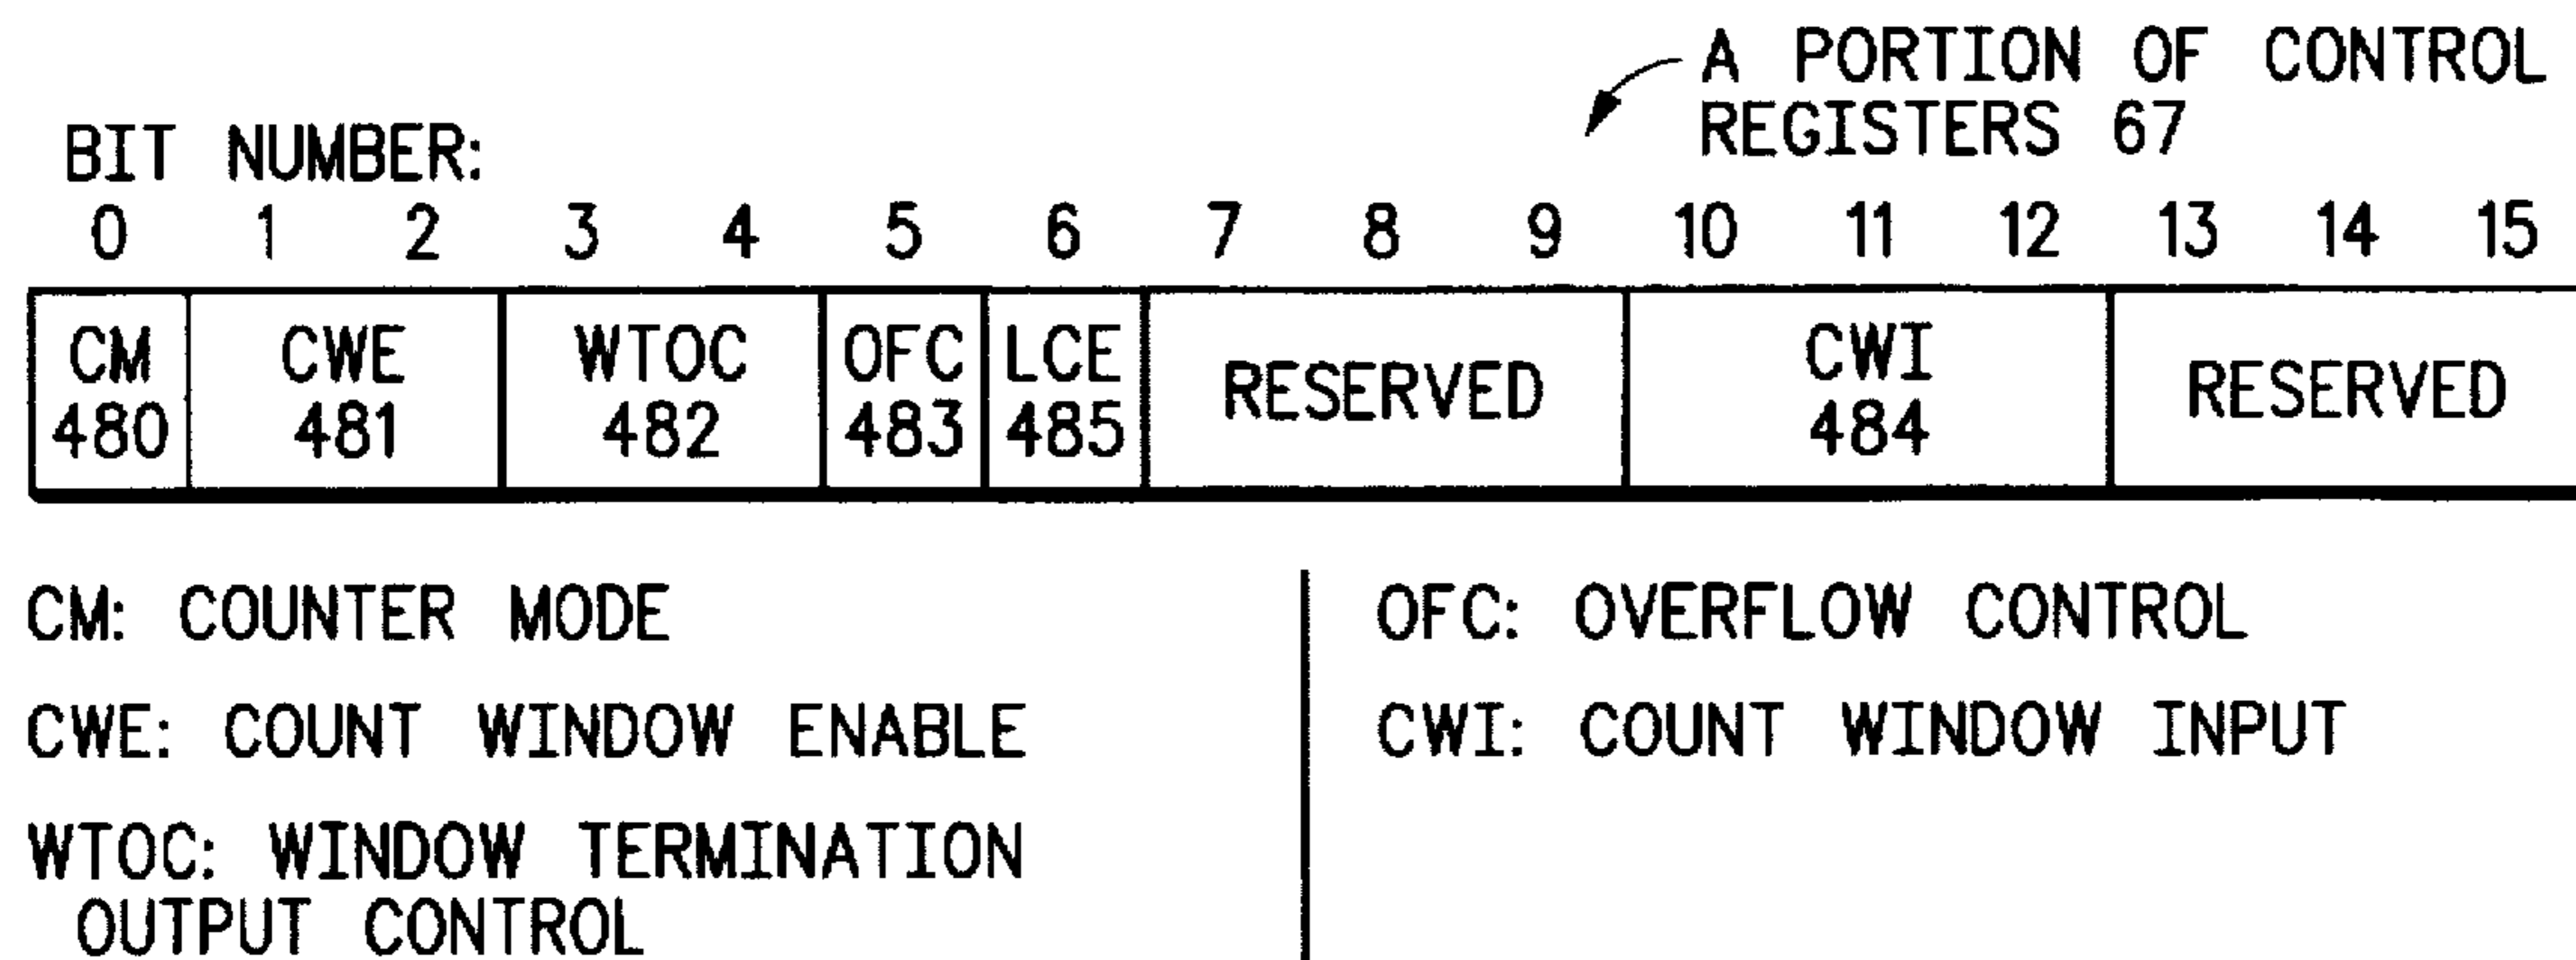 A PORTION OF CONTROL
REGISTERS 67
BIT NUMBER:
0 1 2 3 4 5 6 7 8 9 10 11 12 13 14 15
CM CWE WTOC OFC LCE RESERVED CWI RESERVED
480 481 482 483 485 484
CM: COUNTER MODE
CWE: COUNT WINDOW ENABLE
WTOC: WINDOW TERMINATION
OUTPUT CONTROL
OFC: OVERFLOW CONTROL
CWI: COUNT WINDOW INPUT